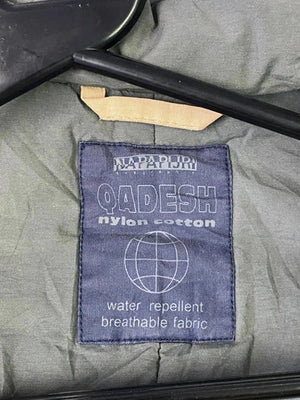 NAPAPIJRI
QADESH
nylon cotton
water repellent
breathable fabric